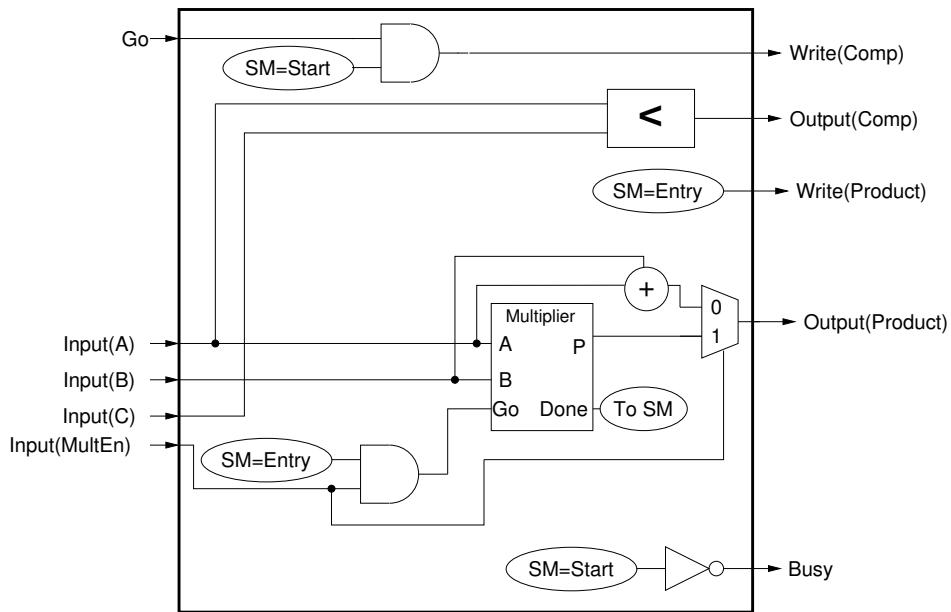 Go
SM=Start
Write(Comp)
<
Output(Comp)
SM=Entry
Write(Product)
+
0
Multiplier
Output(Product)
Input(A)
A
P
1
Input(B)
B
Input(C)
Go
Done
To SM
Input(MultEn)
SM=Entry
SM=Start
Busy